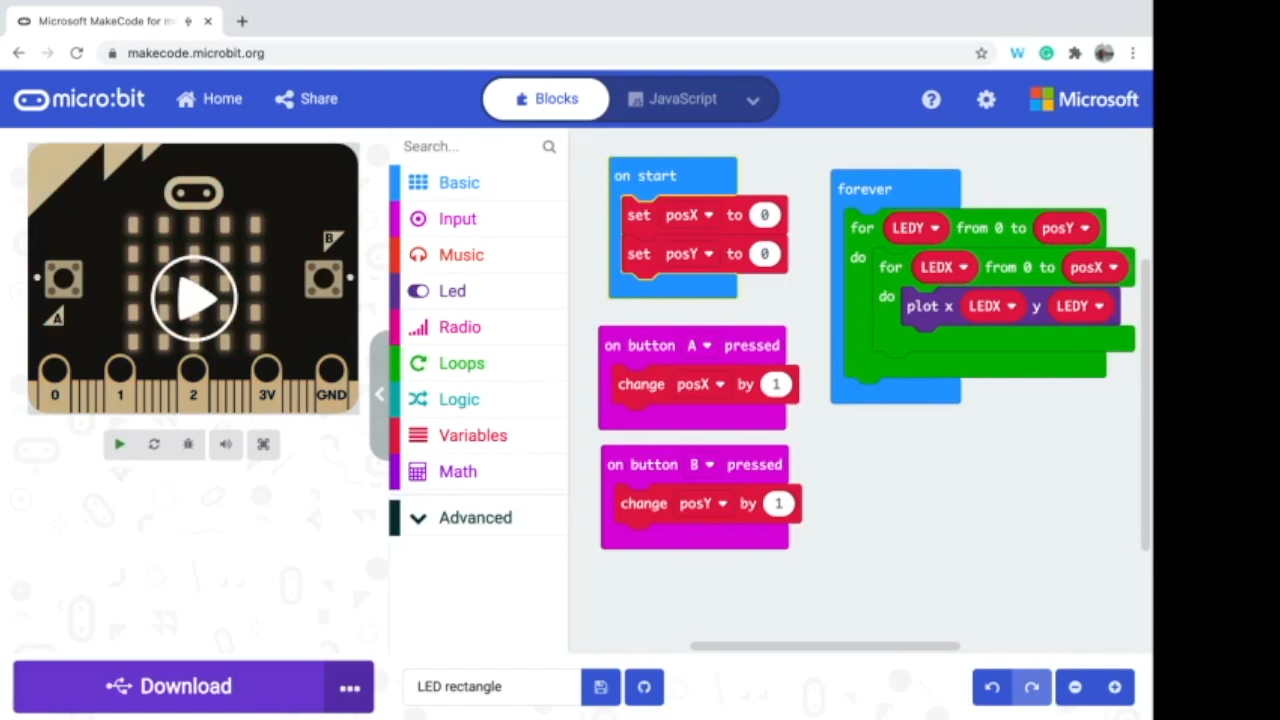 Microsoft MakeCode for mi
makecode.microbit.org
micro:bit
Home
Share
Blocks
JavaScript
Microsoft
A
B
0
1
2
3V
GND
Search...
Basic
Input
Music
Led
Radio
Loops
Logic
Variables
Math
Advanced
on start
set posX to 0
set posY to 0
on button A pressed
change posX by 1
on button B pressed
change posY by 1
forever
for LEDY from 0 to posY
do
for LEDX from 0 to posX
do
plot x LEDX y LEDY
Download
LED rectangle